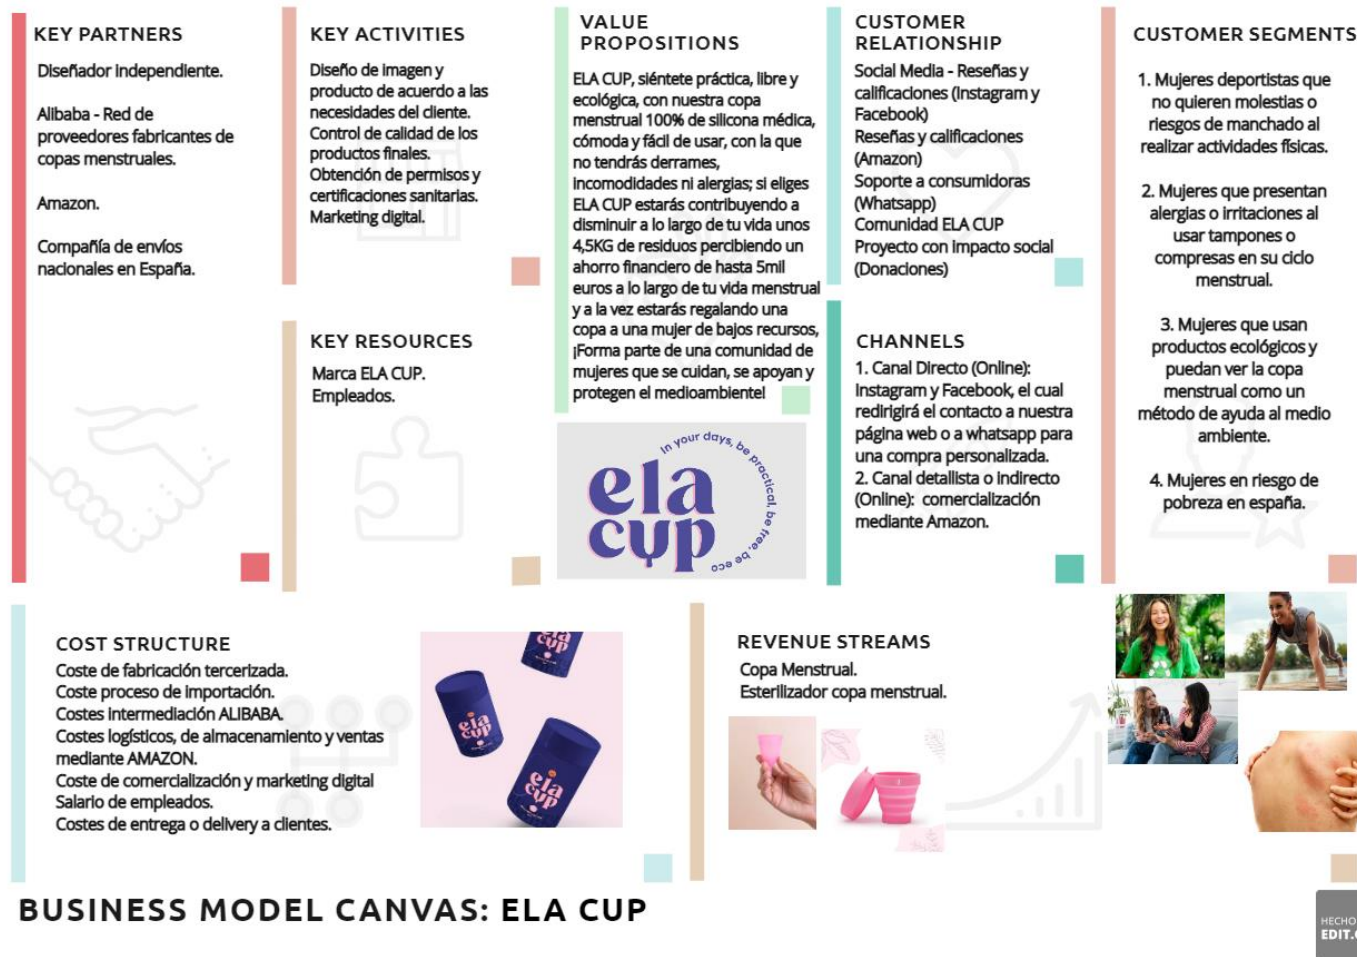 KEY PARTNERS
Diseñador independiente.
Alibaba - Red de
proveedores fabricantes de
copas menstruales.
Amazon.
Compañía de envíos
nacionales en España.
KEY ACTIVITIES
Diseño de imagen y
producto de acuerdo a las
necesidades del cliente.
Control de calidad de los
productos finales.
Obtención de permisos y
certificaciones sanitarias.
Marketing digital.
KEY RESOURCES
Marca ELA CUP.
Empleados.
VALUE
PROPOSITIONS
ELA CUP, siéntete práctica, libre y
ecológica, con nuestra copa
menstrual 100% de silicona médica,
cómoda y fácil de usar, con la que
no tendrás derrames,
incomodidades ni alergias; si eliges
ELA CUP estarás contribuyendo a
disminuir a lo largo de tu vida unos
4,5KG de residuos percibiendo un
ahorro financiero de hasta 5mil
euros a lo largo de tu vida menstrual
y a la vez estarás regalando una
copa a una mujer de bajos recursos,
¡Forma parte de una comunidad de
mujeres que se cuidan, se apoyan y
protegen el medioambiente!
ela
cup
In your days, be practical, be free, be eco
CUSTOMER
RELATIONSHIP
Social Media - Reseñas y
calificaciones (Instagram y
Facebook)
Reseñas y calificaciones
(Amazon)
Soporte a consumidoras
(Whatsapp)
Comunidad ELA CUP
Proyecto con impacto social
(Donaciones)
CHANNELS
1. Canal Directo (Online):
Instagram y Facebook, el cual
redirigirá el contacto a nuestra
página web o a whatsapp para
una compra personalizada.
2. Canal detallista o indirecto
(Online): comercialización
mediante Amazon.
CUSTOMER SEGMENTS
1. Mujeres deportistas que
no quieren molestias o
riesgos de manchado al
realizar actividades físicas.
2. Mujeres que presentan
alergias o irritaciones al
usar tampones o
compresas en su ciclo
menstrual.
3. Mujeres que usan
productos ecológicos y
puedan ver la copa
menstrual como un
método de ayuda al medio
ambiente.
4. Mujeres en riesgo de
pobreza en españa.
COST STRUCTURE
Coste de fabricación tercerizada.
Coste proceso de importación.
Costes intermediación ALIBABA.
Costes logísticos, de almacenamiento y ventas
mediante AMAZON.
Coste de comercialización y marketing digital
Salario de empleados.
Costes de entrega o delivery a clientes.
ela
cup
ela
cup
ela
cup
REVENUE STREAMS
Copa Menstrual.
Esterilizador copa menstrual.
BUSINESS MODEL CANVAS: ELA CUP
HECHO
EDIT.